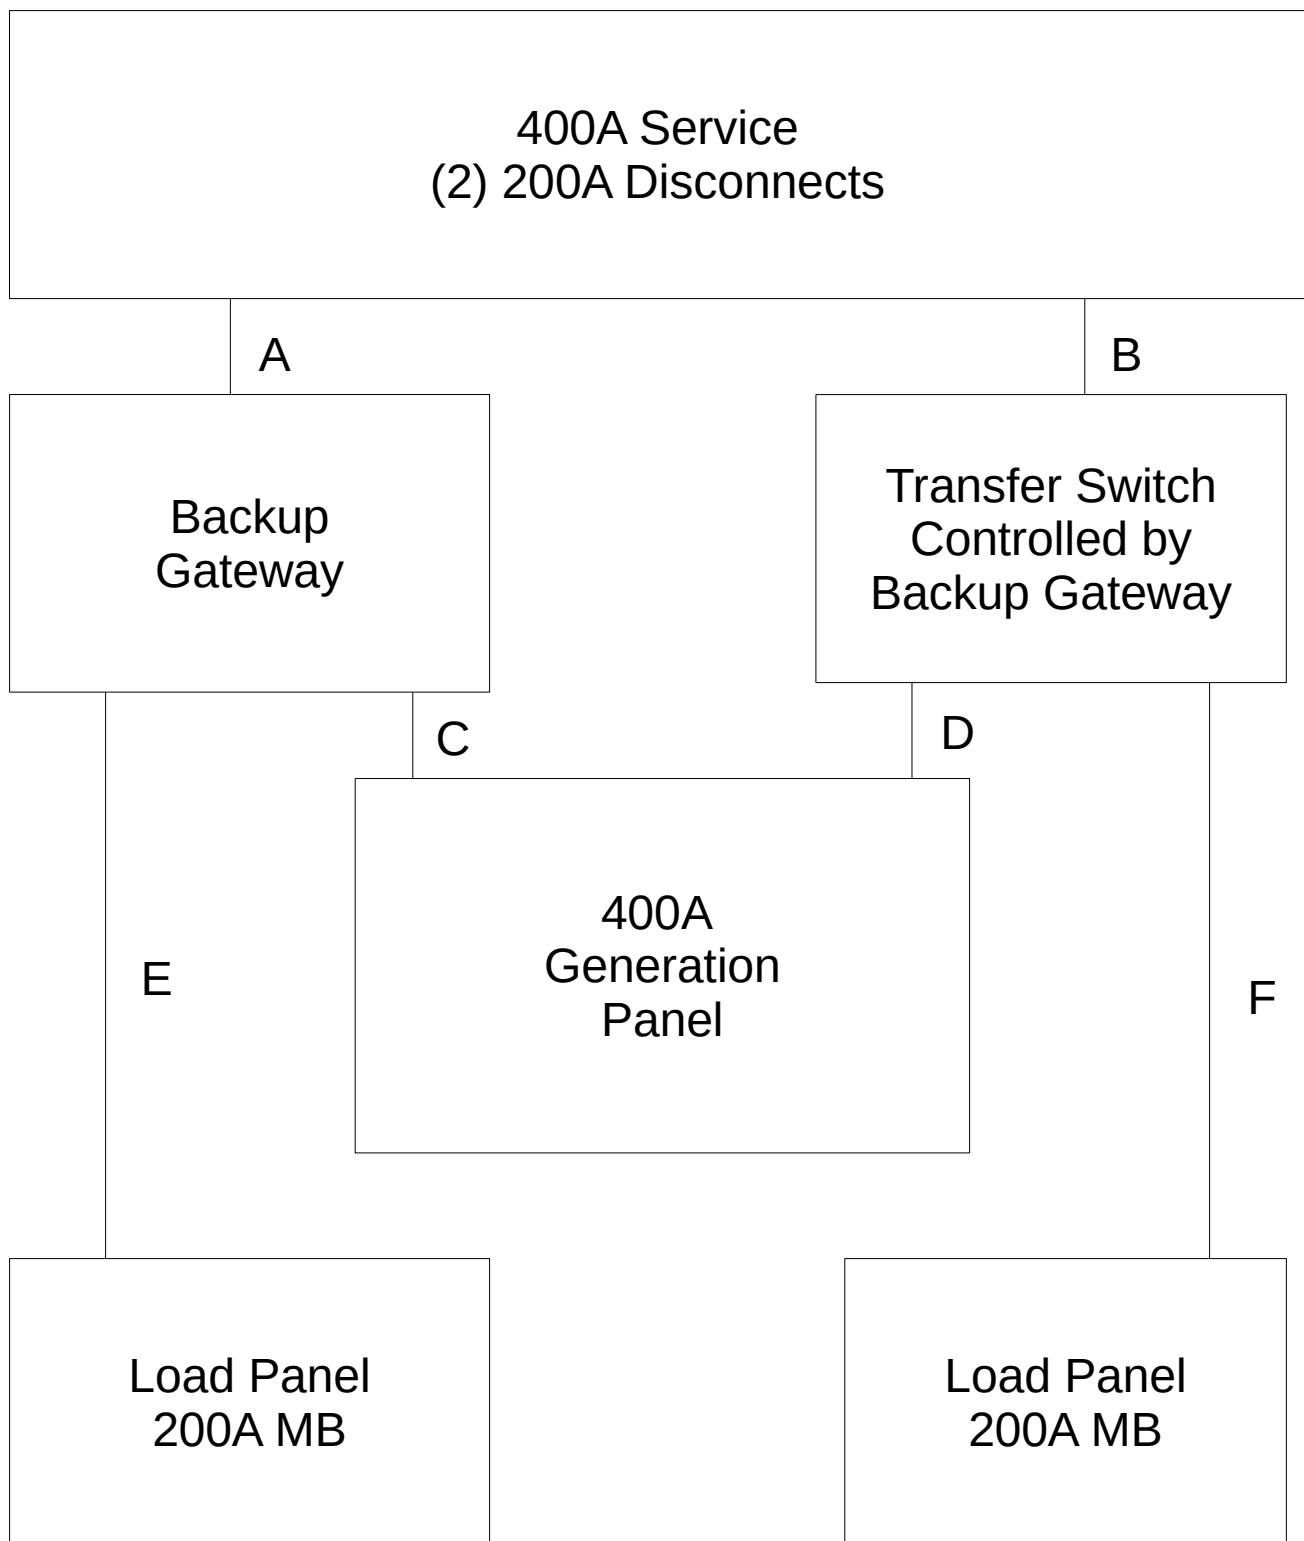 400A Service
(2) 200A Disconnects
A
B
Backup
Gateway
Transfer Switch
Controlled by
Backup Gateway
C
D
400A
Generation
Panel
E
F
Load Panel
200A MB
Load Panel
200A MB